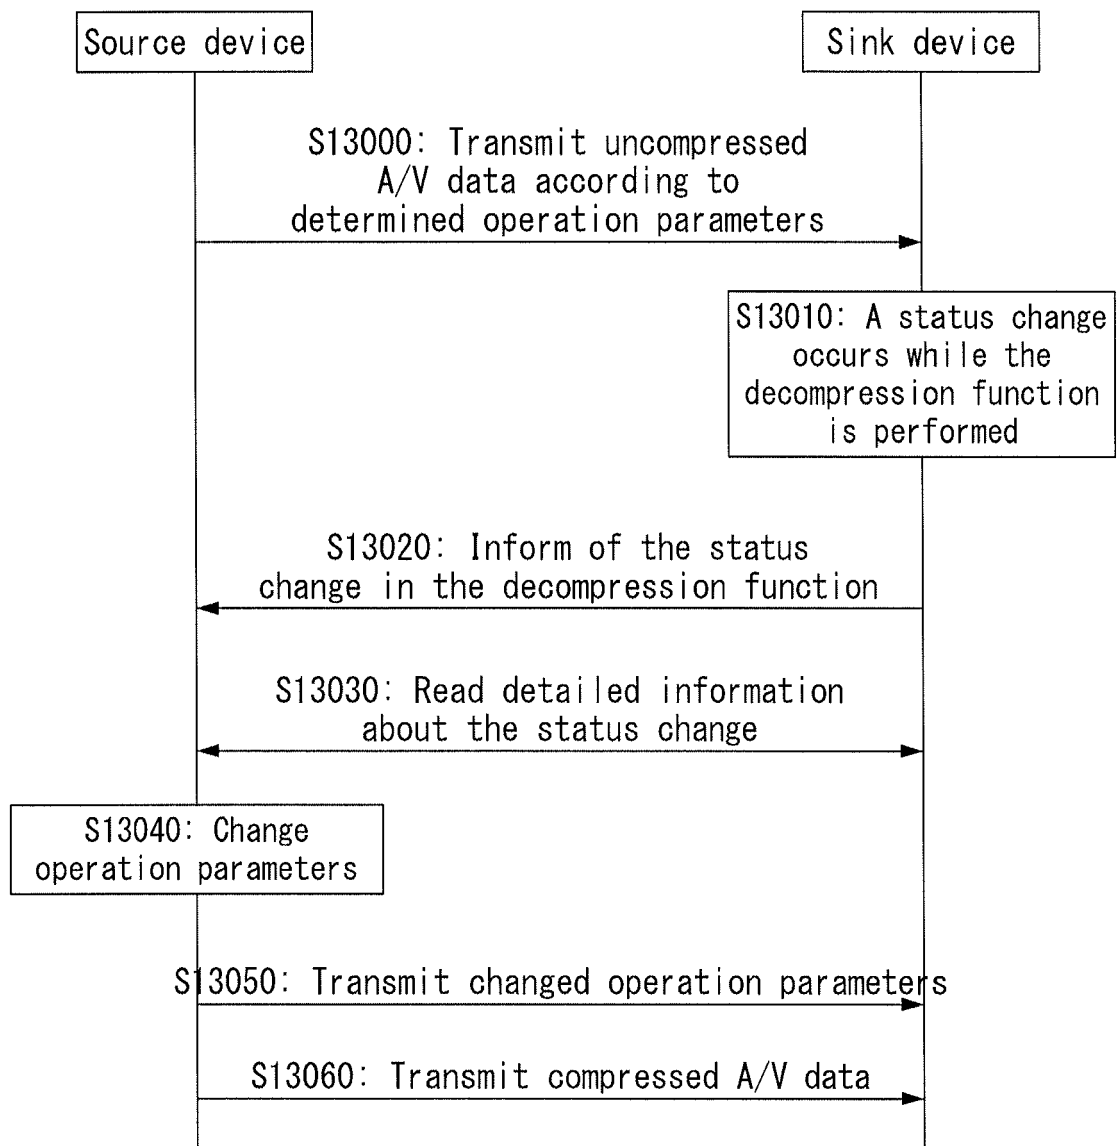 Source device
Sink device
S13000: Transmit uncompressed
A/V data according to
determined operation parameters
S13010: A status change
occurs while the
decompression function
is performed
S13020: Inform of the status
change in the decompression function
S13030: Read detailed information
about the status change
S13040: Change
operation parameters
S13050: Transmit changed operation parameters
S13060: Transmit compressed A/V data